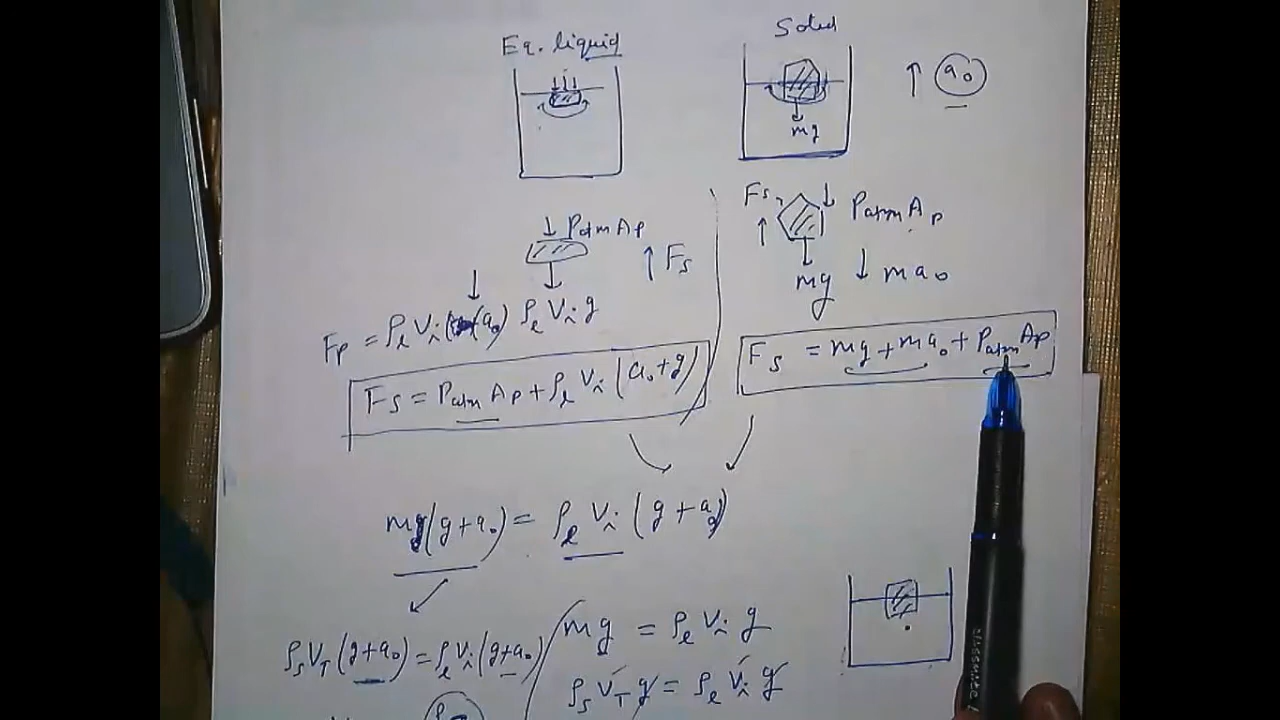 Eq. liquid
Solid
↑ a₀
mg
↓ Patm Ap
↑ Fs
Fs ↑ ↓ Patm Ap
mg ↓ ma₀
Fp = ρℓ Vi (a₀) ρℓ Vi g
Fs = Patm Ap + ρℓ Vi (a₀+g)
Fs = mg + ma₀ + Patm Ap
m(g+a₀) = ρℓ Vi (g+a₀)
ρs VT (g+a₀) = ρℓ Vi (g+a₀)
mg = ρℓ Vi g
ρs VT g = ρℓ Vi g
classmate